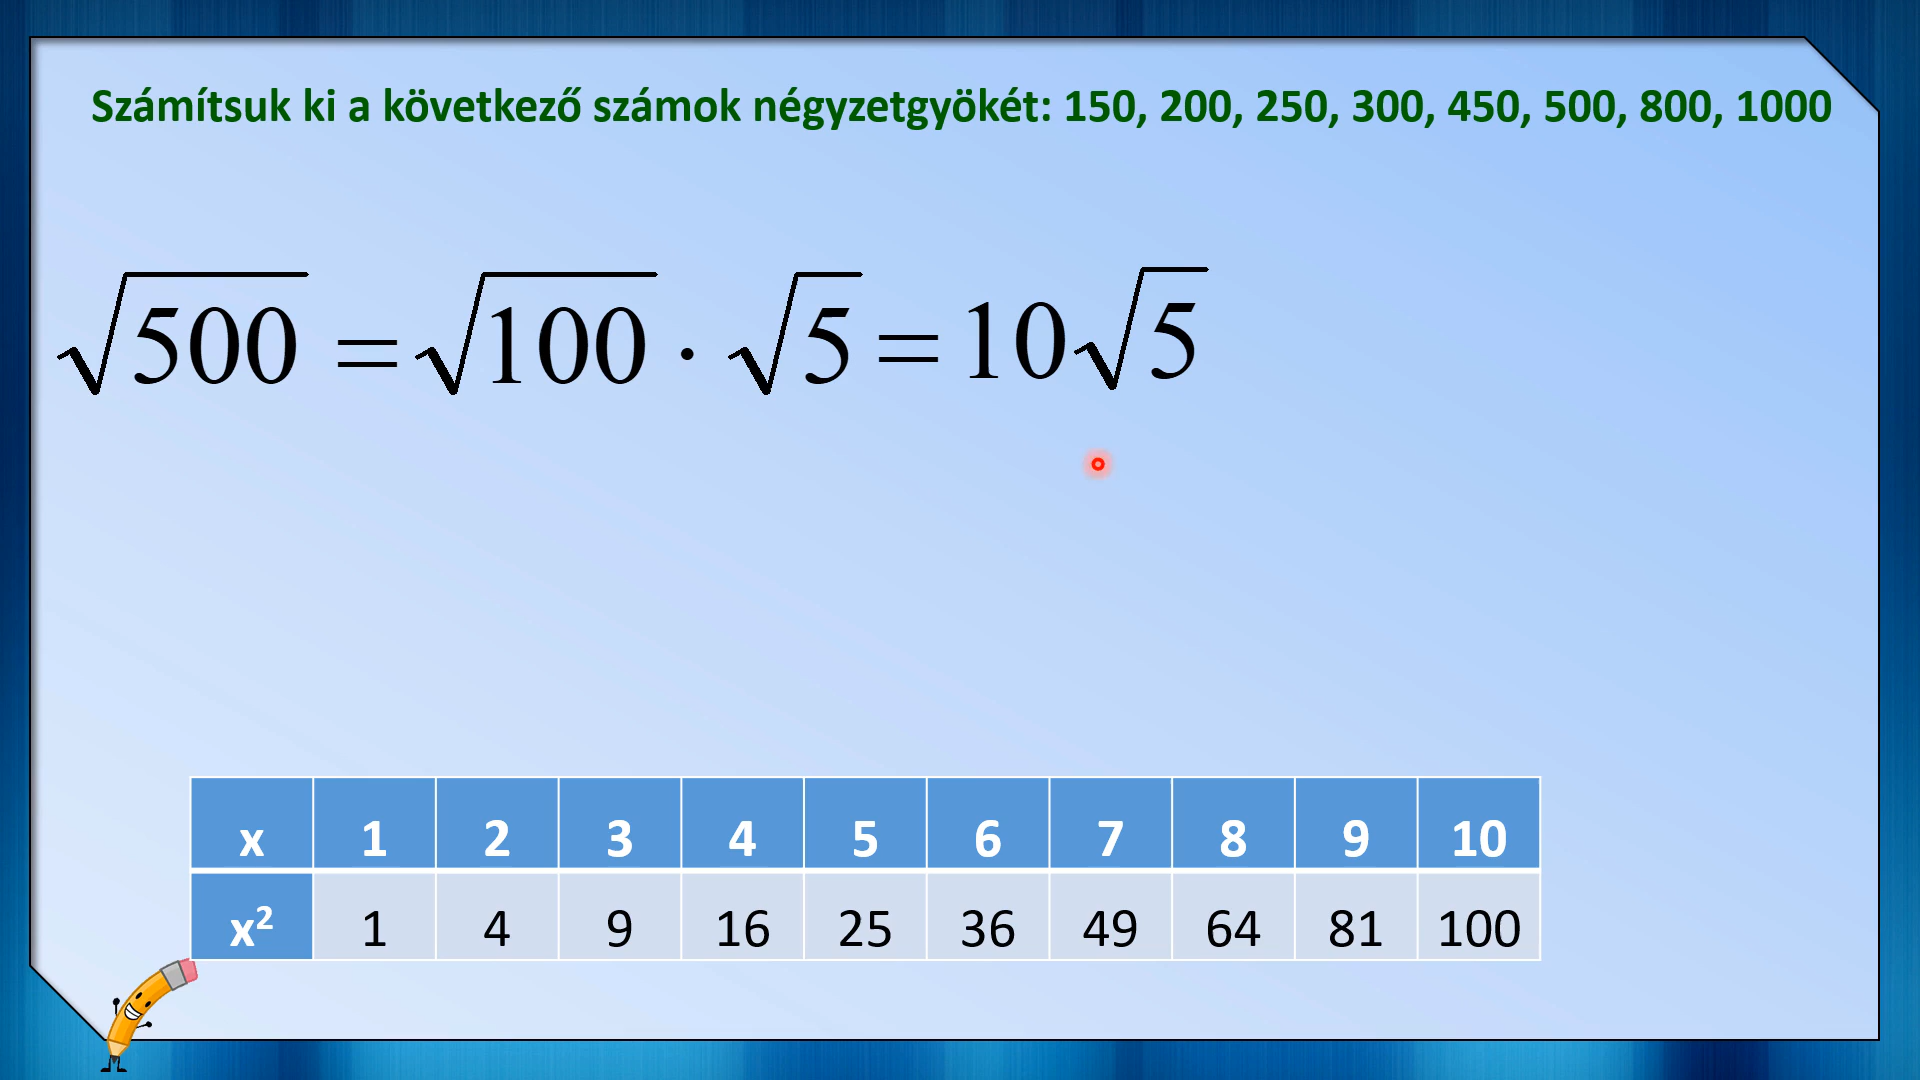 Számítsuk ki a következő számok négyzetgyökét: 150, 200, 250, 300, 450, 500, 800, 1000
√500 = √100 · √5 = 10√5
x 1 2 3 4 5 6 7 8 9 10
x² 1 4 9 16 25 36 49 64 81 100